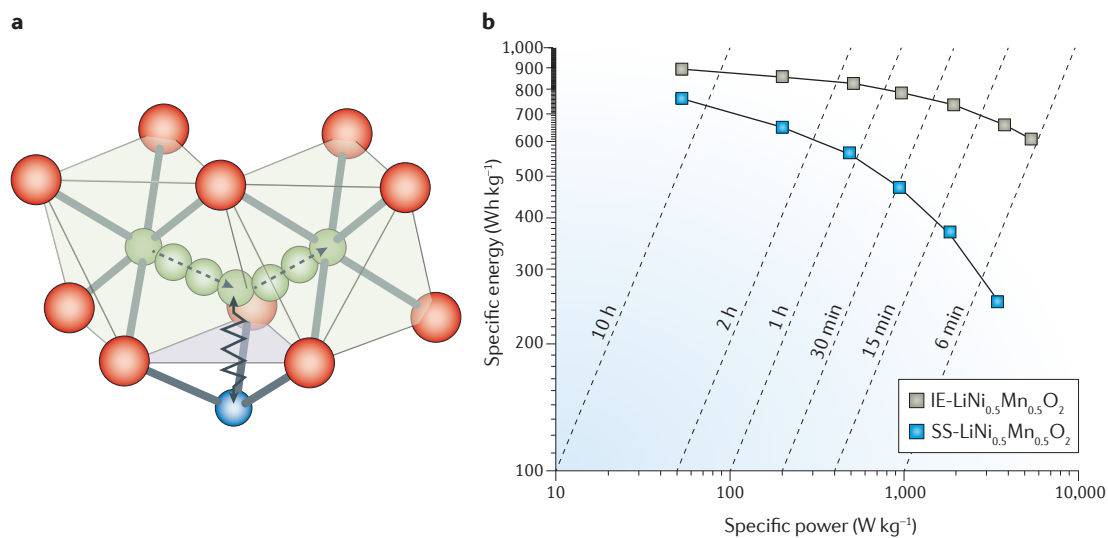 a
b
1,000
900
800
700
600
500
400
300
200
100
Specific energy (Wh kg⁻¹)
10 h
2 h
1 h
30 min
15 min
6 min
IE-LiNi₀.₅Mn₀.₅O₂
SS-LiNi₀.₅Mn₀.₅O₂
10
100
1,000
10,000
Specific power (W kg⁻¹)